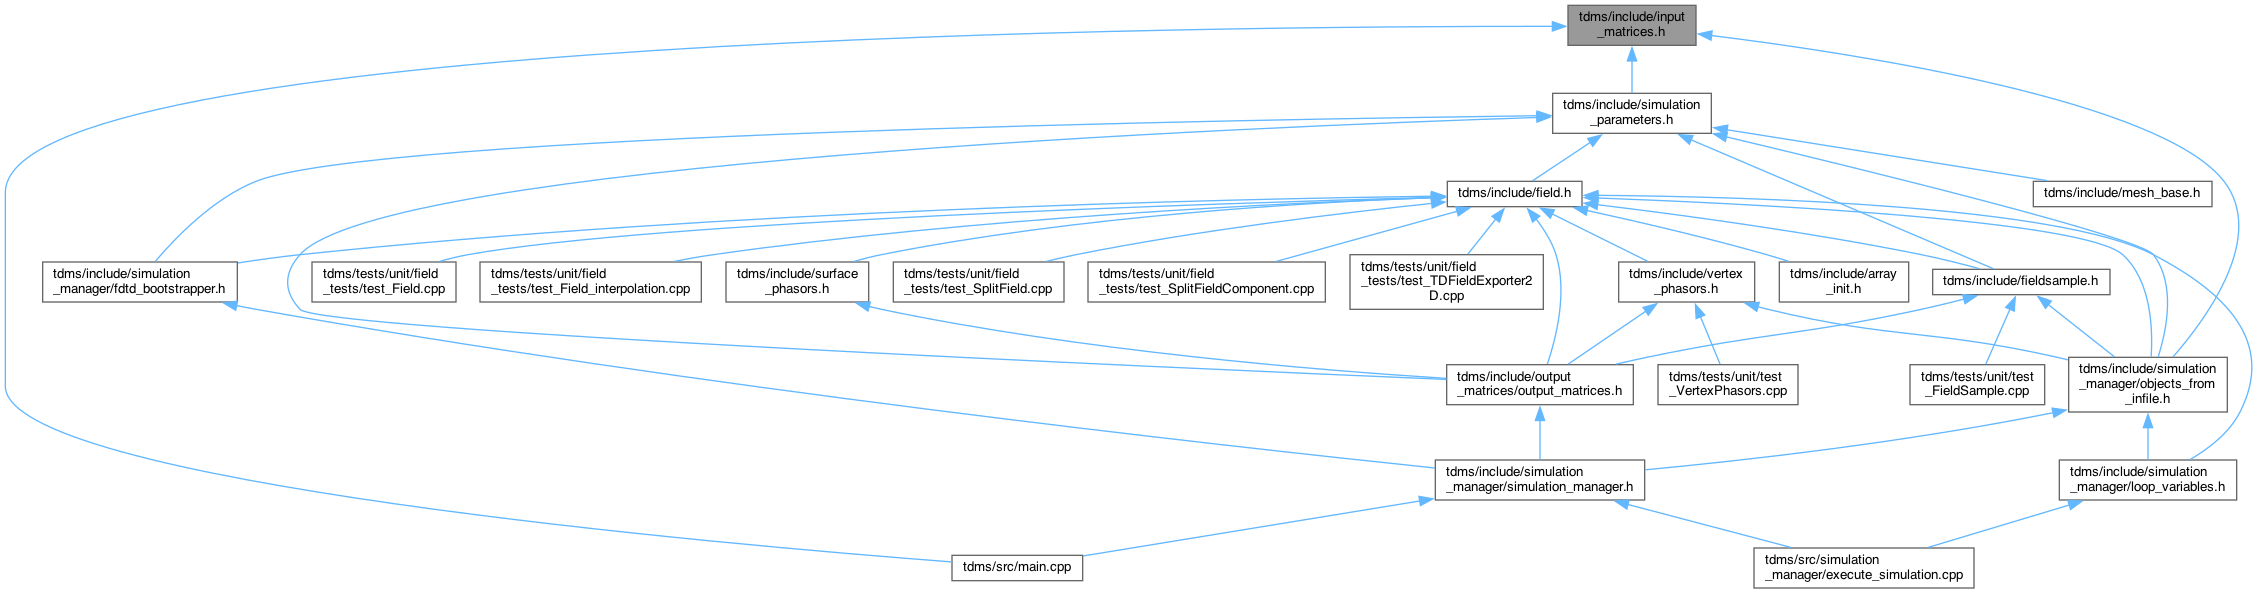 tdms/include/input
_matrices.h
tdms/include/simulation
_parameters.h
tdms/include/field.h
tdms/include/mesh_base.h
tdms/include/simulation
_manager/fdtd_bootstrapper.h
tdms/tests/unit/field
_tests/test_Field.cpp
tdms/tests/unit/field
_tests/test_Field_interpolation.cpp
tdms/include/surface
_phasors.h
tdms/tests/unit/field
_tests/test_SplitField.cpp
tdms/tests/unit/field
_tests/test_SplitFieldComponent.cpp
tdms/tests/unit/field
_tests/test_TDFieldExporter2
D.cpp
tdms/include/vertex
_phasors.h
tdms/include/array
_init.h
tdms/include/fieldsample.h
tdms/include/output
_matrices/output_matrices.h
tdms/tests/unit/test
_VertexPhasors.cpp
tdms/tests/unit/test
_FieldSample.cpp
tdms/include/simulation
_manager/objects_from
_infile.h
tdms/include/simulation
_manager/simulation_manager.h
tdms/include/simulation
_manager/loop_variables.h
tdms/src/main.cpp
tdms/src/simulation
_manager/execute_simulation.cpp